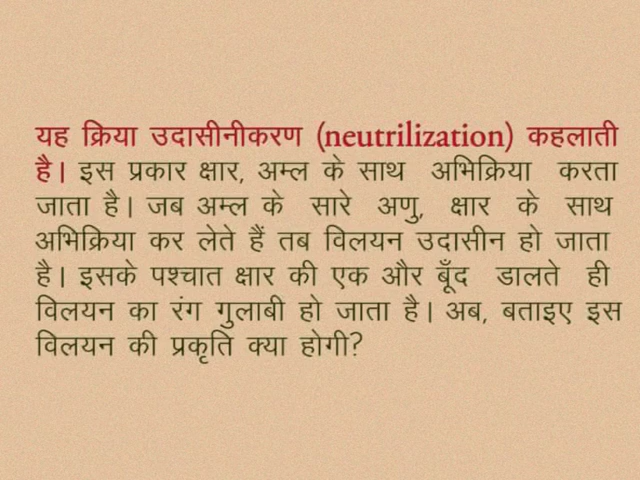 यह क्रिया उदासीनीकरण (neutrilization) कहलाती
है। इस प्रकार क्षार, अम्ल के साथ अभिक्रिया करता
जाता है। जब अम्ल के सारे अणु, क्षार के साथ
अभिक्रिया कर लेते हैं तब विलयन उदासीन हो जाता
है। इसके पश्चात क्षार की एक और बूँद डालते ही
विलयन का रंग गुलाबी हो जाता है। अब, बताइए इस
विलयन की प्रकृति क्या होगी?